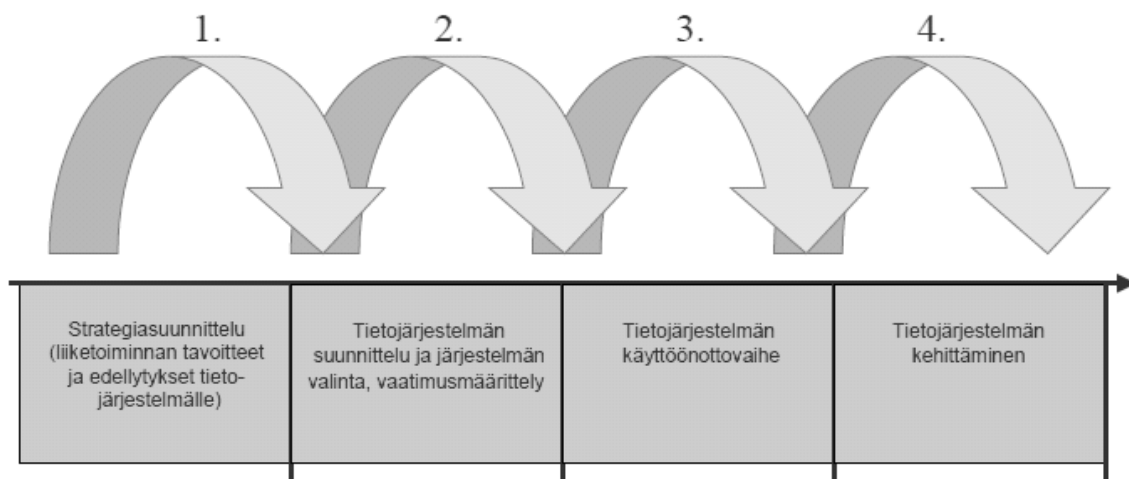 1.
2.
3.
4.
Strategiasuunnittelu
(liiketoiminnan tavoitteet
ja edellytykset tieto-
järjestelmälle)
Tietojärjestelmän
suunnittelu ja järjestelmän
valinta, vaatimusmäärittely
Tietojärjestelmän
käyttöönottovaihe
Tietojärjestelmän
kehittäminen